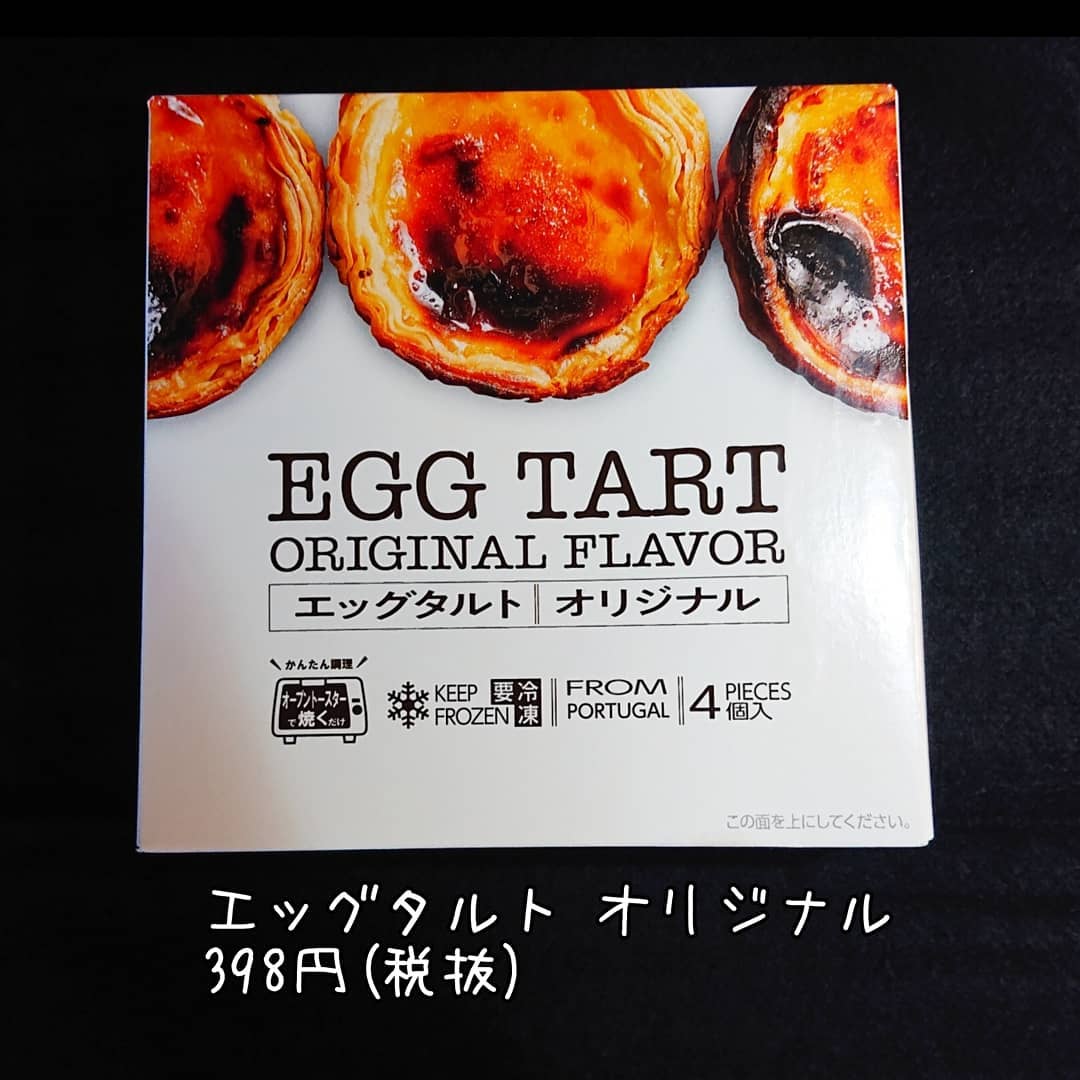 EGG TART
ORIGINAL FLAVOR
エッグタルト オリジナル
かんたん調理
オーブントースター
で焼くだけ
KEEP FROZEN
要冷凍
FROM PORTUGAL
4 PIECES
個入
この面を上にしてください。
エッグタルト オリジナル
398円(税抜)